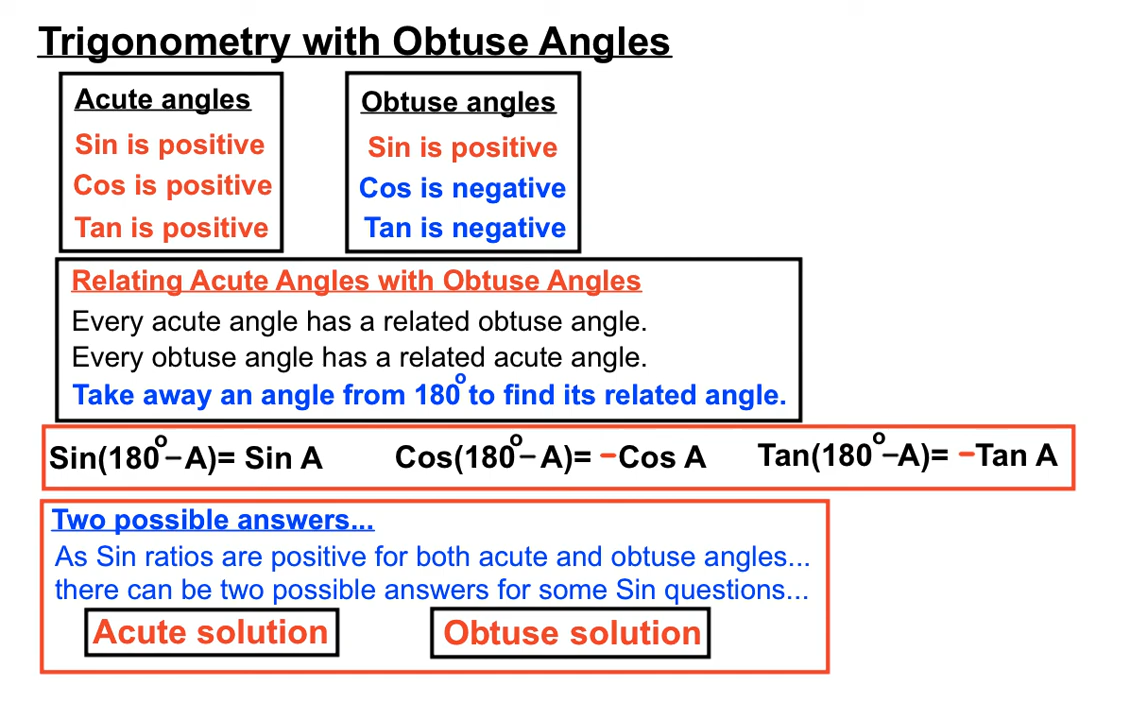 Trigonometry with Obtuse Angles
Acute angles
Sin is positive
Cos is positive
Tan is positive
Obtuse angles
Sin is positive
Cos is negative
Tan is negative
Relating Acute Angles with Obtuse Angles
Every acute angle has a related obtuse angle.
Every obtuse angle has a related acute angle.
Take away an angle from 180° to find its related angle.
Sin(180°–A)= Sin A Cos(180°–A)= –Cos A Tan(180°–A)= –Tan A
Two possible answers...
As Sin ratios are positive for both acute and obtuse angles...
there can be two possible answers for some Sin questions...
Acute solution Obtuse solution